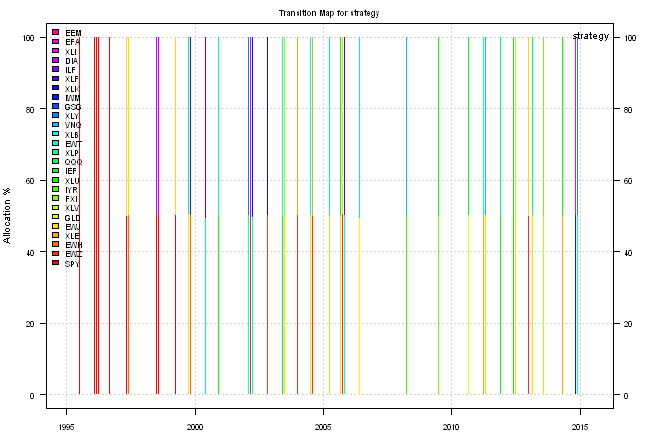 Transition Map for strategy
strategy
100
80
60
40
20
0
Allocation %
EEM
EFA
XLI
DIA
ILF
XLF
XLK
IWM
GSG
XLY
VNQ
XLB
EWT
XLP
QQQ
IEF
XLU
IYR
FXI
XLV
GLD
EWJ
XLE
EWH
EWZ
SPY
100
80
60
40
20
0
1995
2000
2005
2010
2015